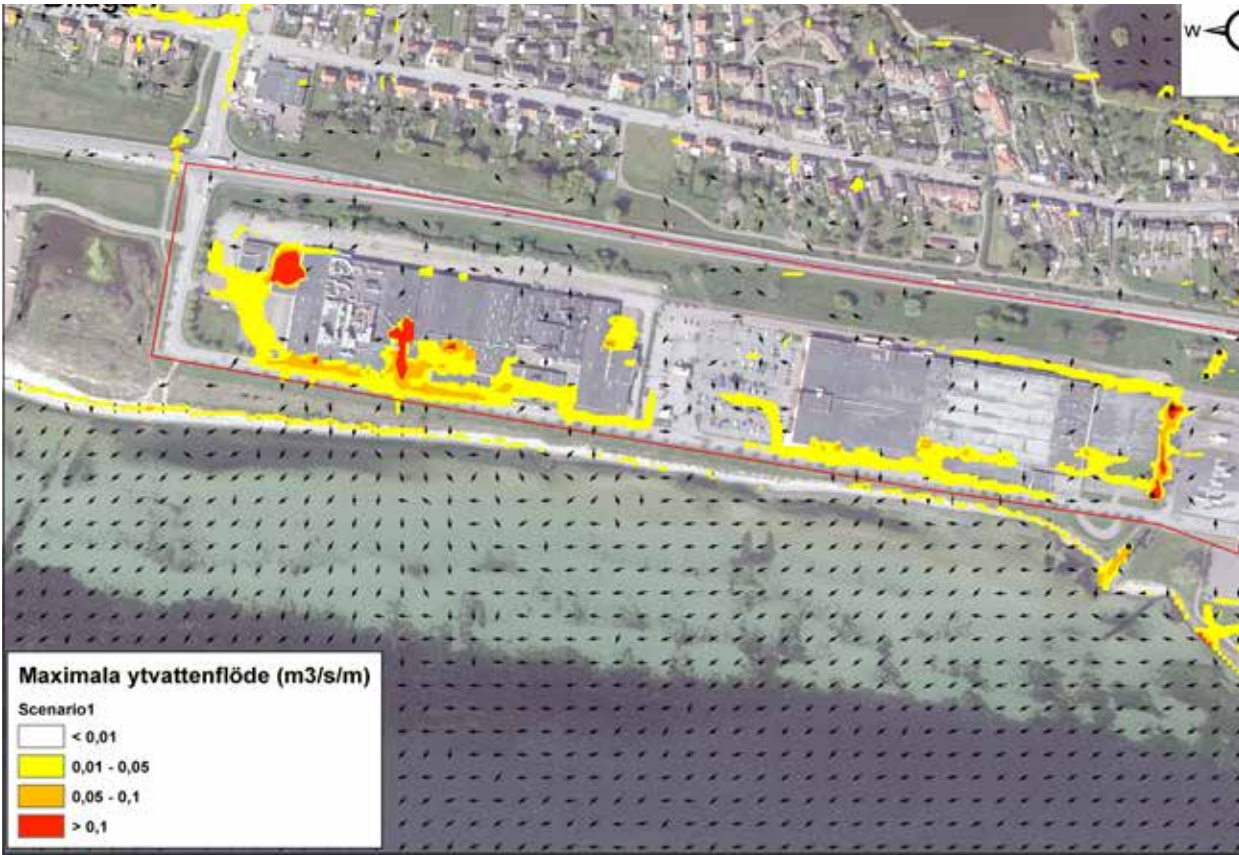 W
Maximala ytvattenflöde (m3/s/m)
Scenario1
< 0,01
0,01 - 0,05
0,05 - 0,1
> 0,1